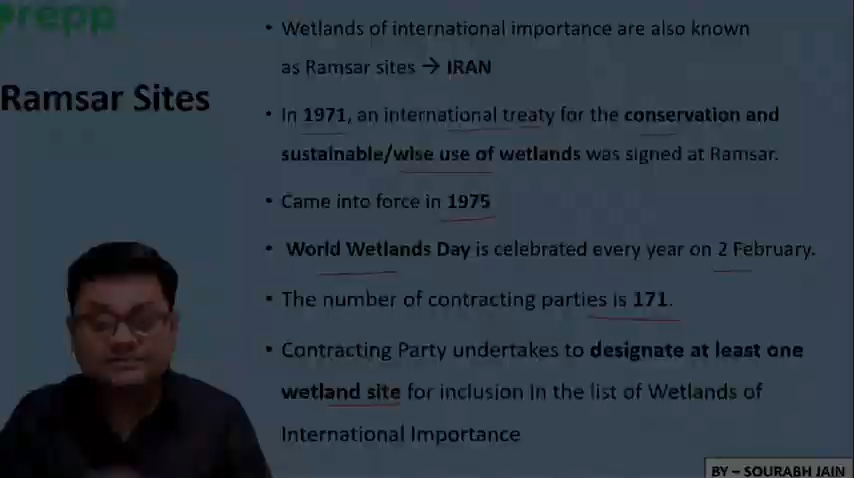 prepp
Ramsar Sites
• Wetlands of international importance are also known
as Ramsar sites → IRAN
• In 1971, an international treaty for the conservation and
sustainable/wise use of wetlands was signed at Ramsar.
• Came into force in 1975
• World Wetlands Day is celebrated every year on 2 February.
• The number of contracting parties is 171.
• Contracting Party undertakes to designate at least one
wetland site for inclusion in the list of Wetlands of
International Importance
BY – SOURABH JAIN